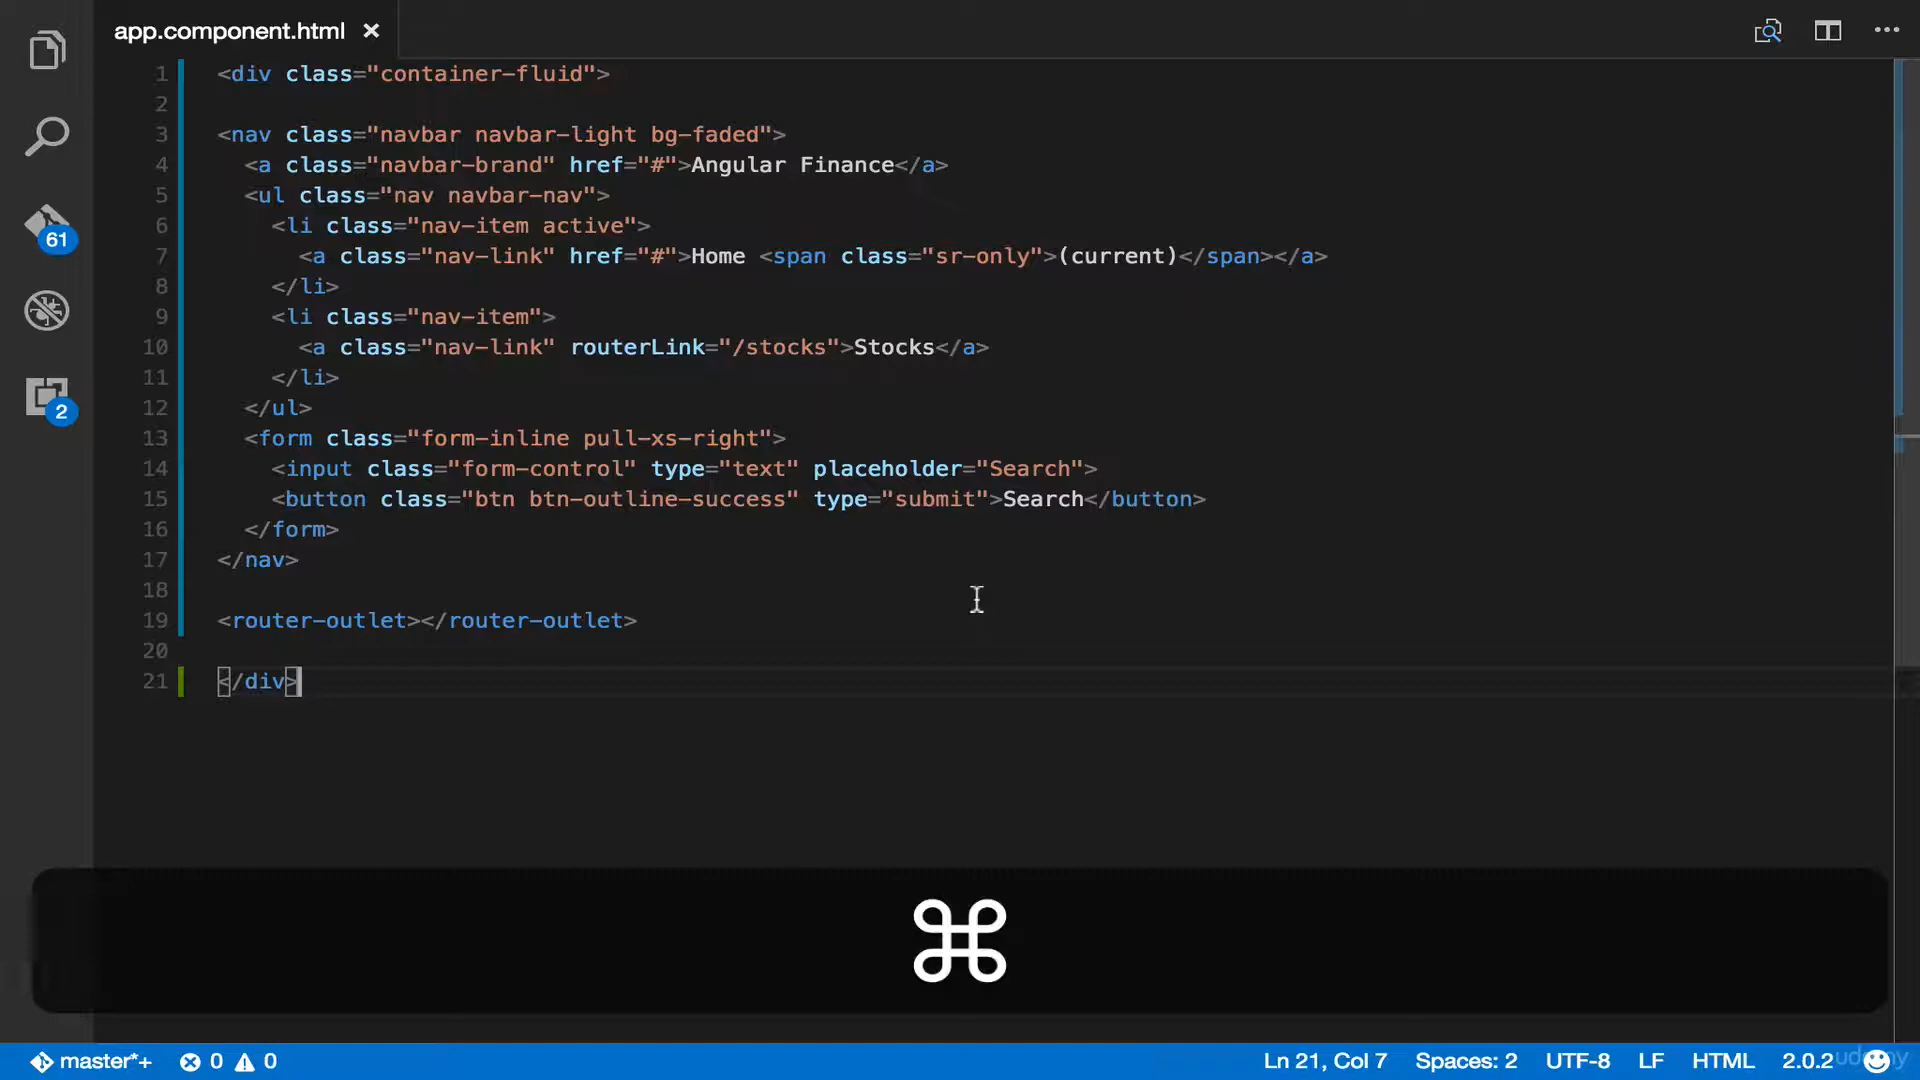 app.component.html
1 <div class="container-fluid">
2
3 <nav class="navbar navbar-light bg-faded">
4 <a class="navbar-brand" href="#">Angular Finance</a>
5 <ul class="nav navbar-nav">
6 <li class="nav-item active">
7 <a class="nav-link" href="#">Home <span class="sr-only">(current)</span></a>
8 </li>
9 <li class="nav-item">
10 <a class="nav-link" routerLink="/stocks">Stocks</a>
11 </li>
12 </ul>
13 <form class="form-inline pull-xs-right">
14 <input class="form-control" type="text" placeholder="Search">
15 <button class="btn btn-outline-success" type="submit">Search</button>
16 </form>
17 </nav>
18
19 <router-outlet></router-outlet>
20
21 </div>
61
2
⌘
master*+ 0 0 Ln 21, Col 7 Spaces: 2 UTF-8 LF HTML 2.0.2
udemy